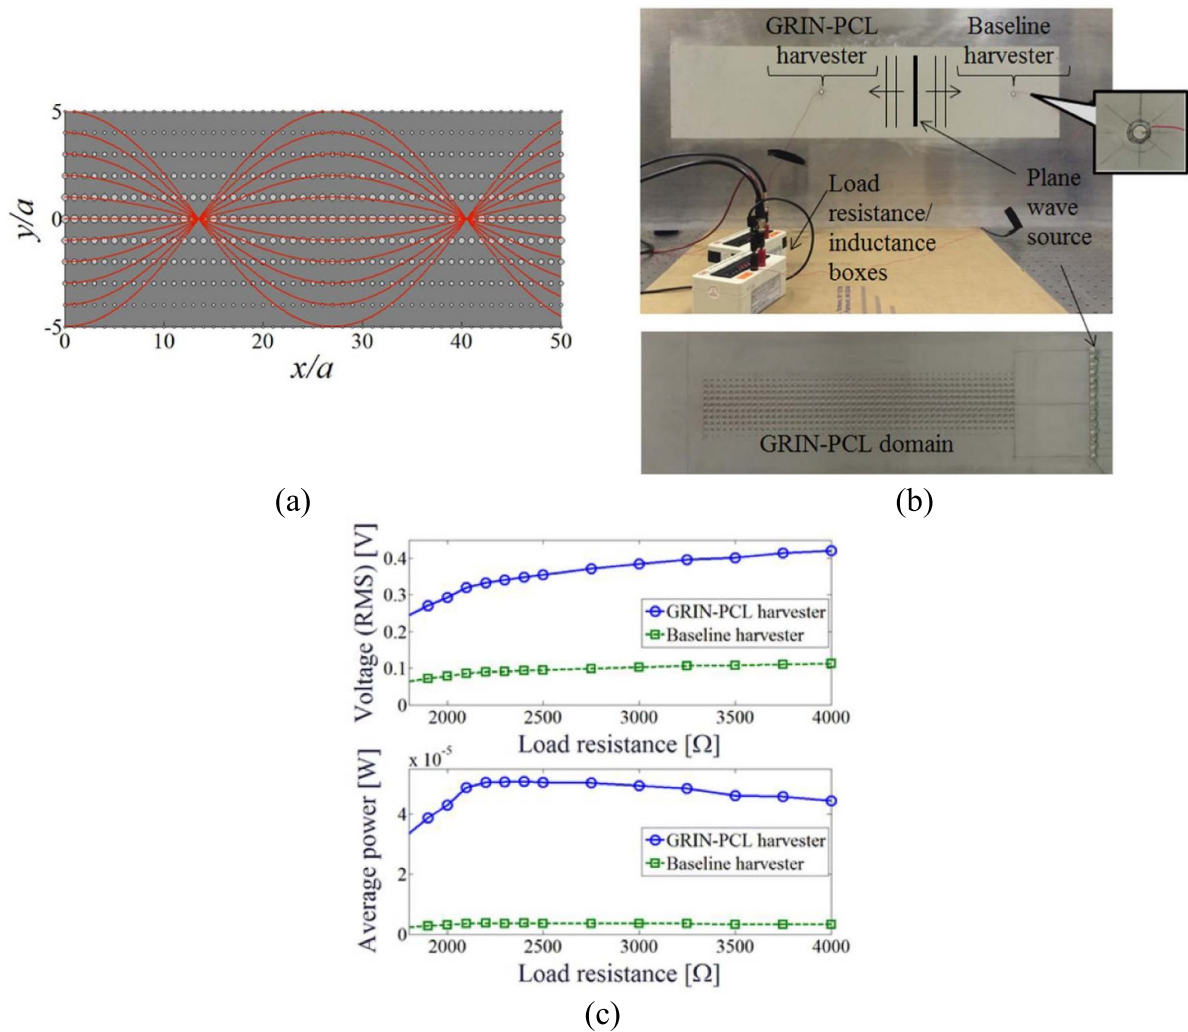 (a)
5
0
-5
y/a
0
10
20
30
40
50
x/a
GRIN-PCL
harvester
Baseline
harvester
Load
resistance/
inductance
boxes
Plane
wave
source
GRIN-PCL domain
(b)
Voltage (RMS) [V]
0.4
0.3
0.2
0.1
0
GRIN-PCL harvester
Baseline harvester
2000
2500
3000
3500
4000
Load resistance [Ω]
x 10⁻⁵
Average power [W]
4
2
0
GRIN-PCL harvester
Baseline harvester
2000
2500
3000
3500
4000
Load resistance [Ω]
(c)